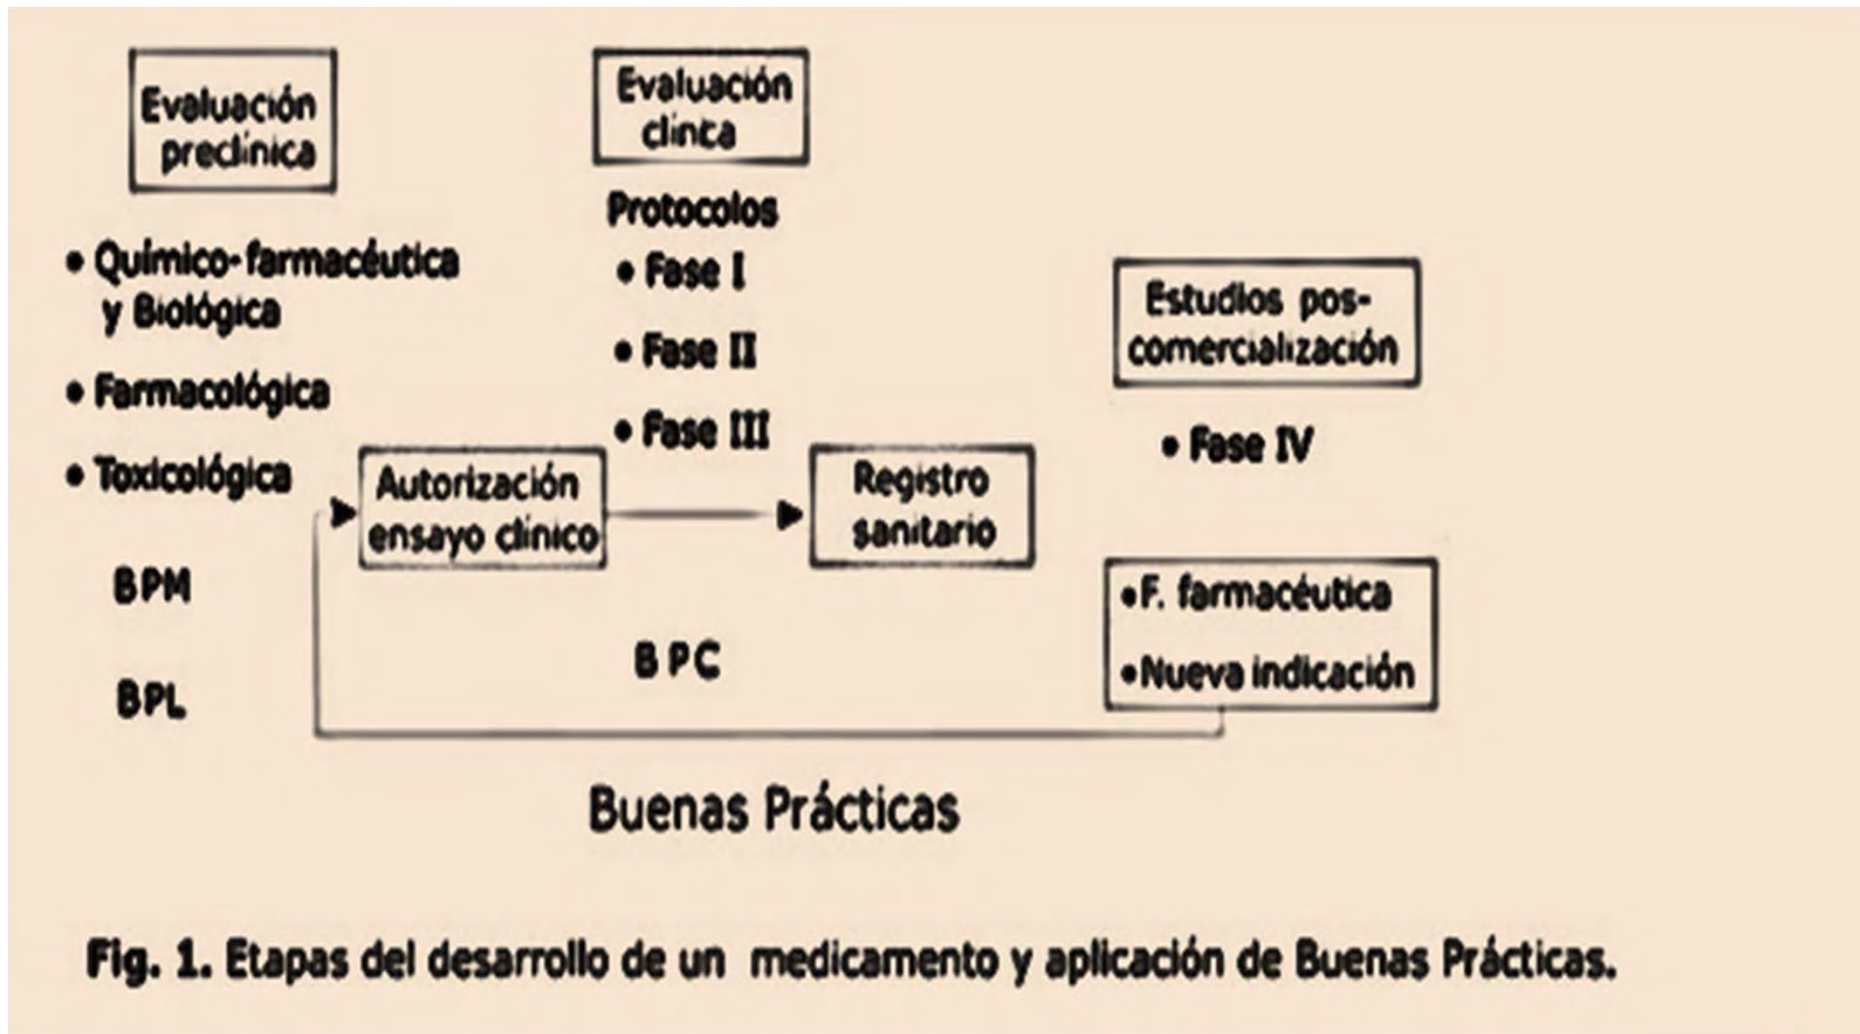 Evaluación
preclínica
• Químico-farmacéutica
y Biológica
• Farmacológica
• Toxicológica
BPM
BPL
Autorización
ensayo clínico
Evaluación
clínca
Protocolos
• Fase I
• Fase II
• Fase III
BPC
Registro
sanitario
Estudios pos-
comercialización
• Fase IV
•F. farmacéutica
•Nueva indicación
Buenas Prácticas
Fig. 1. Etapas del desarrollo de un medicamento y aplicación de Buenas Prácticas.